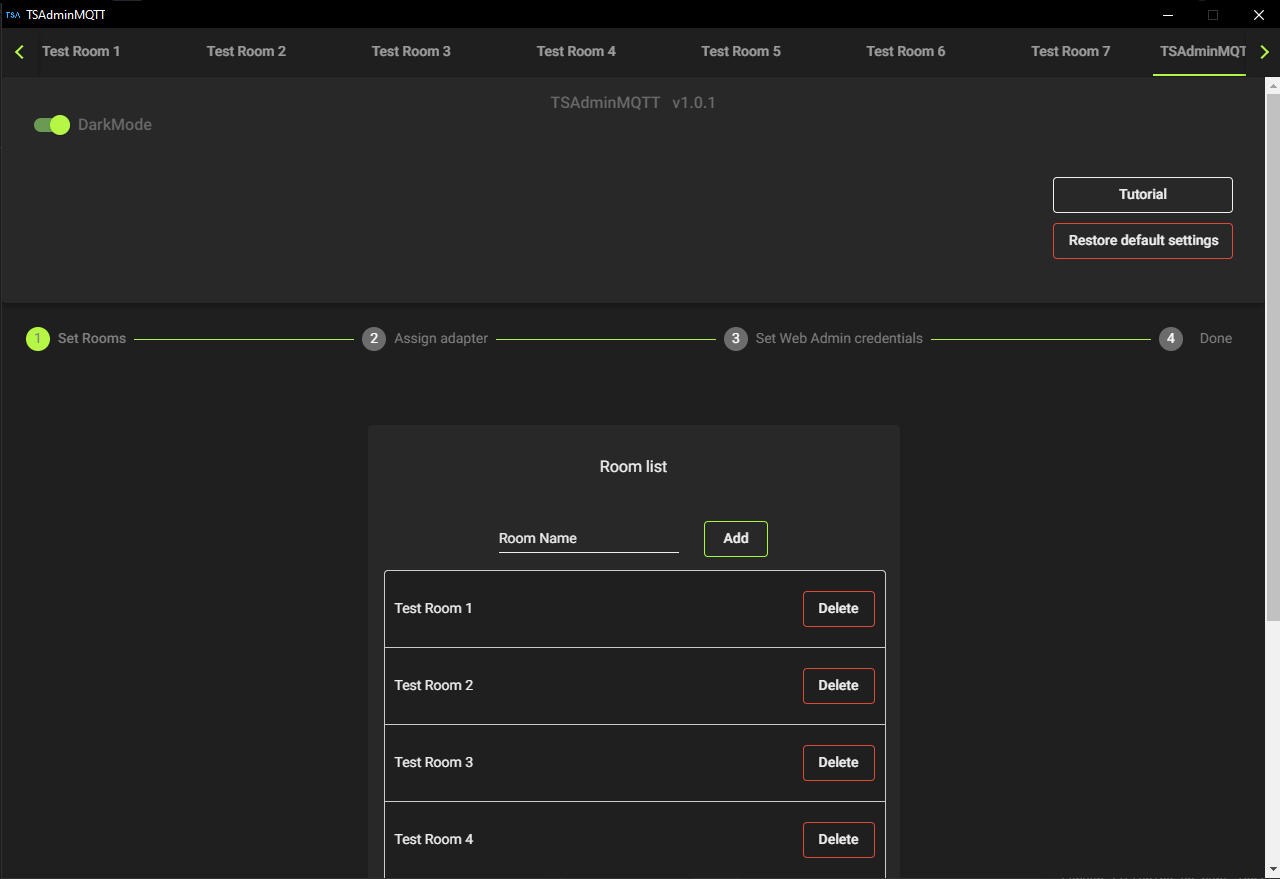 TSA TSAdminMQTT
Test Room 1 Test Room 2 Test Room 3 Test Room 4 Test Room 5 Test Room 6 Test Room 7 TSAdminMQT
TSAdminMQTT v1.0.1
DarkMode
Tutorial
Restore default settings
1 Set Rooms 2 Assign adapter 3 Set Web Admin credentials 4 Done
Room list
Room Name Add
Test Room 1 Delete
Test Room 2 Delete
Test Room 3 Delete
Test Room 4 Delete